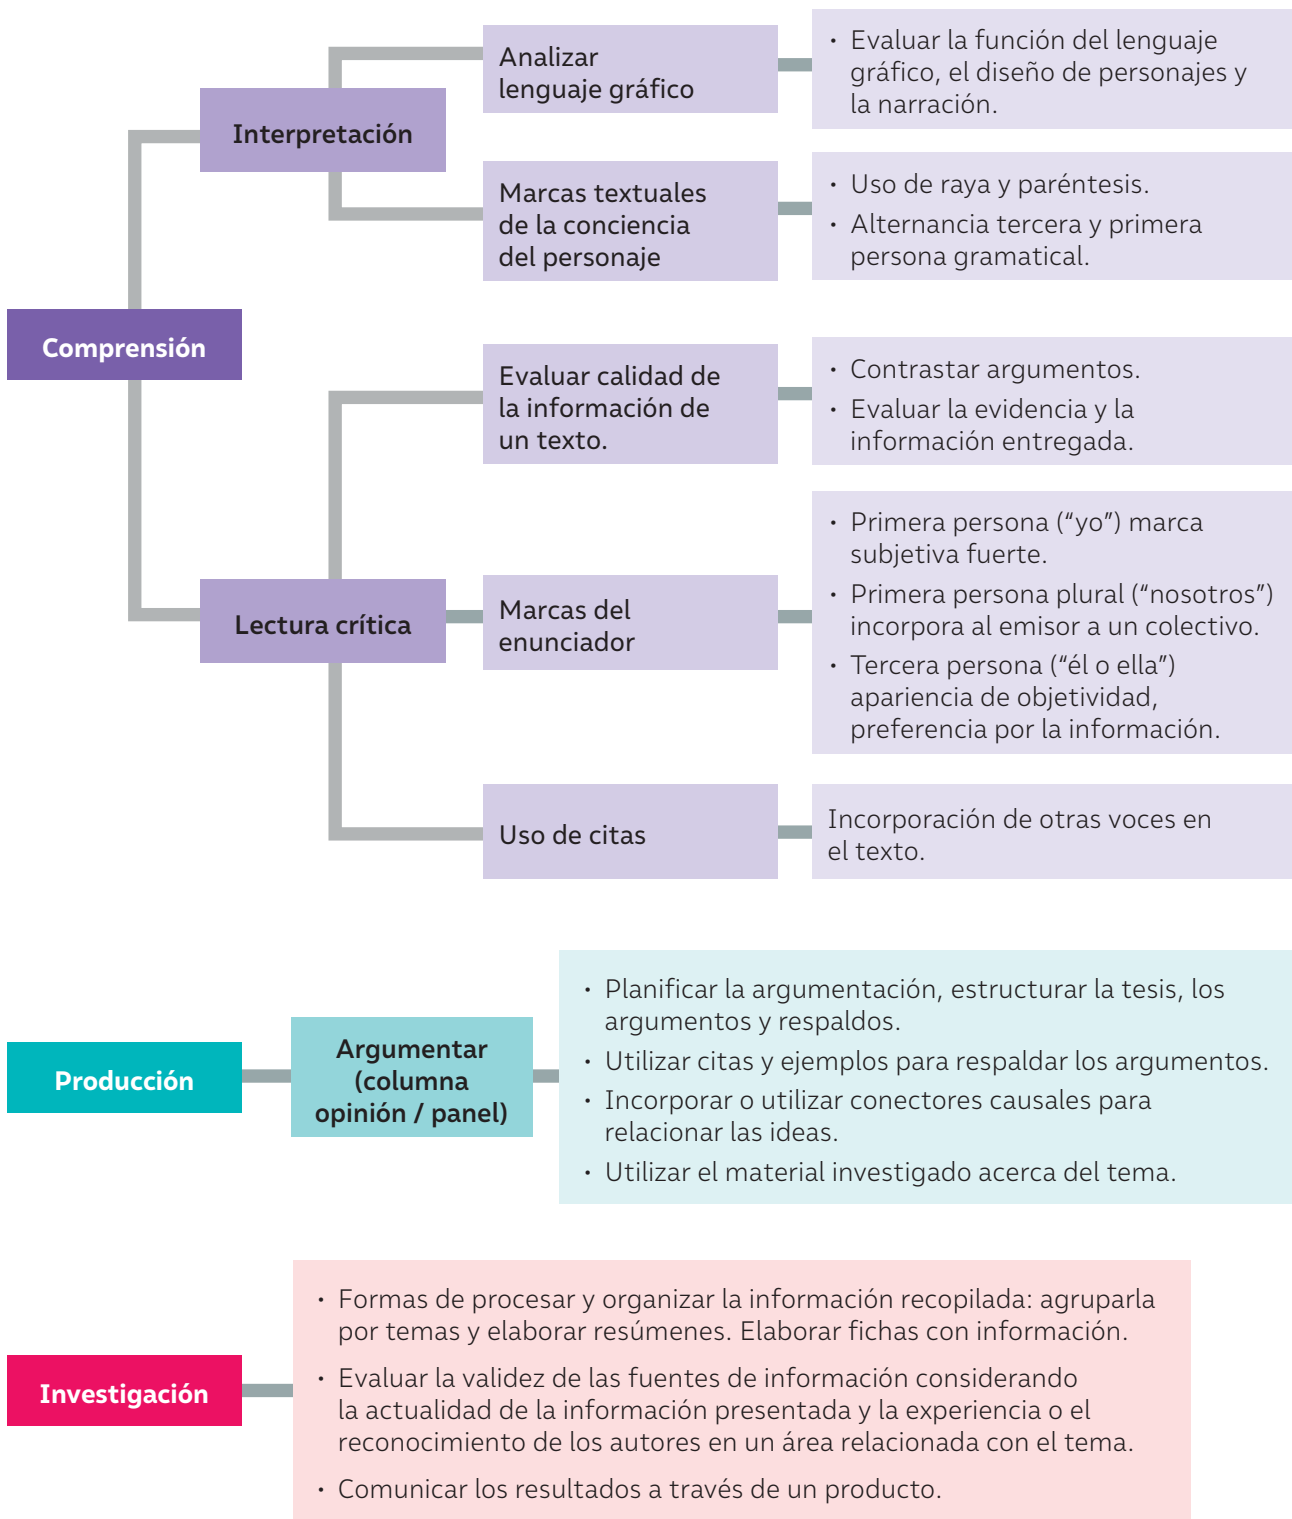 Comprensión
Interpretación
Analizar
lenguaje gráfico
• Evaluar la función del lenguaje
gráfico, el diseño de personajes y
la narración.
Marcas textuales
de la conciencia
del personaje
• Uso de raya y paréntesis.
• Alternancia tercera y primera
persona gramatical.
Lectura crítica
Evaluar calidad de
la información de
un texto.
• Contrastar argumentos.
• Evaluar la evidencia y la
información entregada.
Marcas del
enunciador
• Primera persona (“yo”) marca
subjetiva fuerte.
• Primera persona plural (“nosotros”)
incorpora al emisor a un colectivo.
• Tercera persona (“él o ella”)
apariencia de objetividad,
preferencia por la información.
Uso de citas
Incorporación de otras voces en
el texto.
Producción
Argumentar
(columna
opinión / panel)
• Planificar la argumentación, estructurar la tesis, los
argumentos y respaldos.
• Utilizar citas y ejemplos para respaldar los argumentos.
• Incorporar o utilizar conectores causales para
relacionar las ideas.
• Utilizar el material investigado acerca del tema.
Investigación
• Formas de procesar y organizar la información recopilada: agruparla
por temas y elaborar resúmenes. Elaborar fichas con información.
• Evaluar la validez de las fuentes de información considerando
la actualidad de la información presentada y la experiencia o el
reconocimiento de los autores en un área relacionada con el tema.
• Comunicar los resultados a través de un producto.